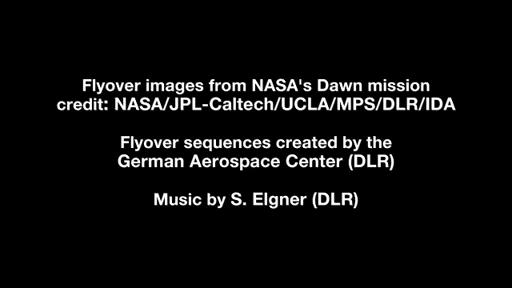 Flyover images from NASA's Dawn mission
credit: NASA/JPL-Caltech/UCLA/MPS/DLR/IDA
Flyover sequences created by the
German Aerospace Center (DLR)
Music by S. Elgner (DLR)